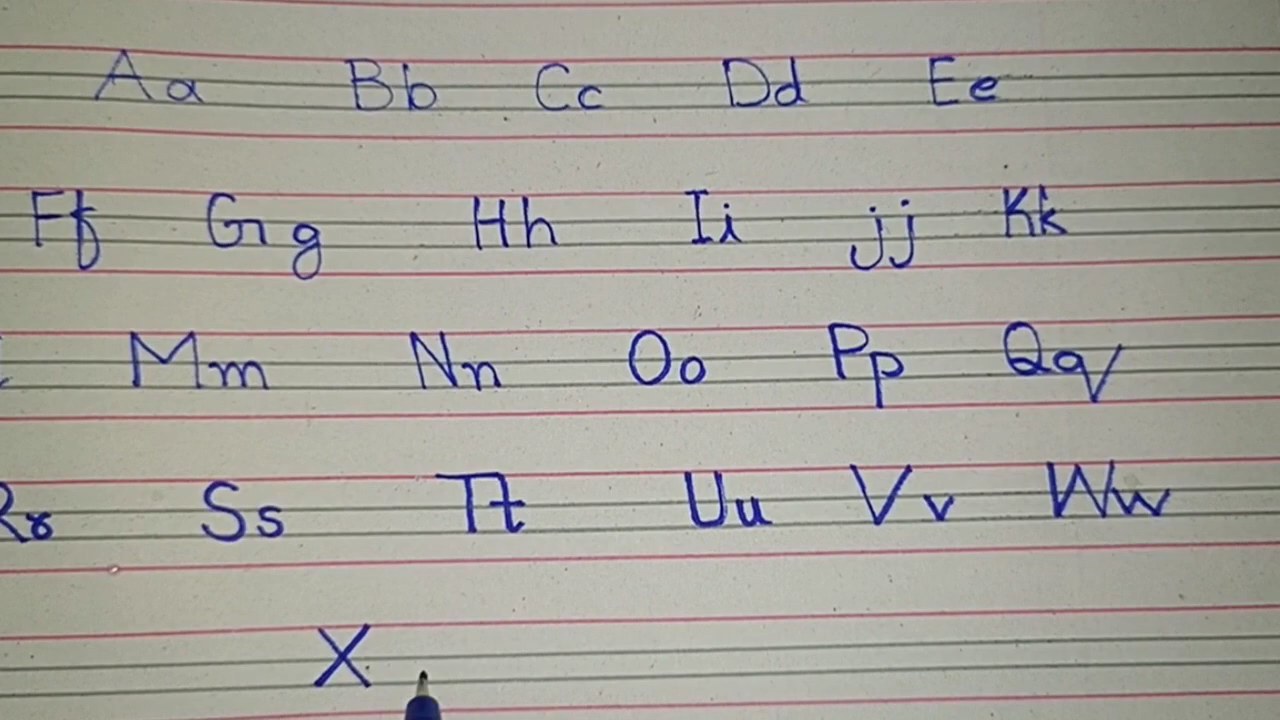 Aa Bb Cc Dd Ee
Ff Gg Hh Ii jj Kk
Mm Nn Oo Pp Qq
Rr Ss Tt Uu Vv Ww
X